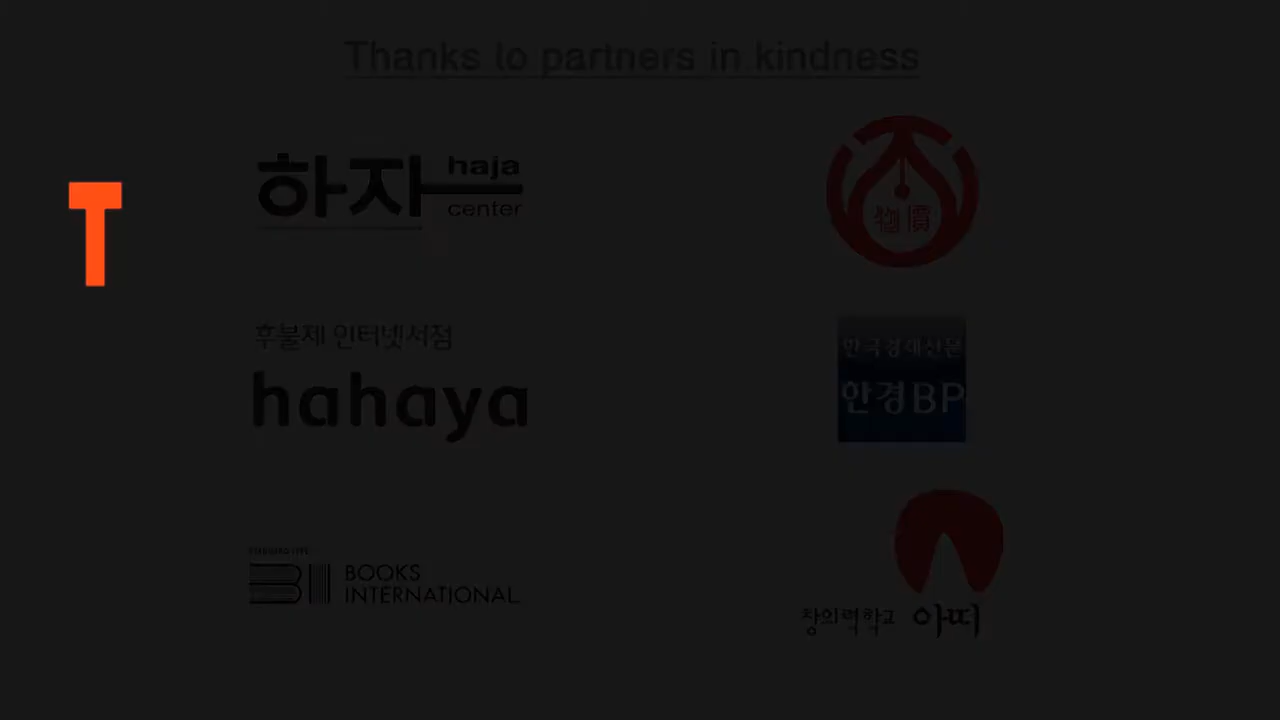 Thanks to partners in kindness
T
하자 haja
center
物價
후불제 인터넷서점
hahaya
한국경제신문
한경BP
BOOKS
INTERNATIONAL
창의력학교 아띠